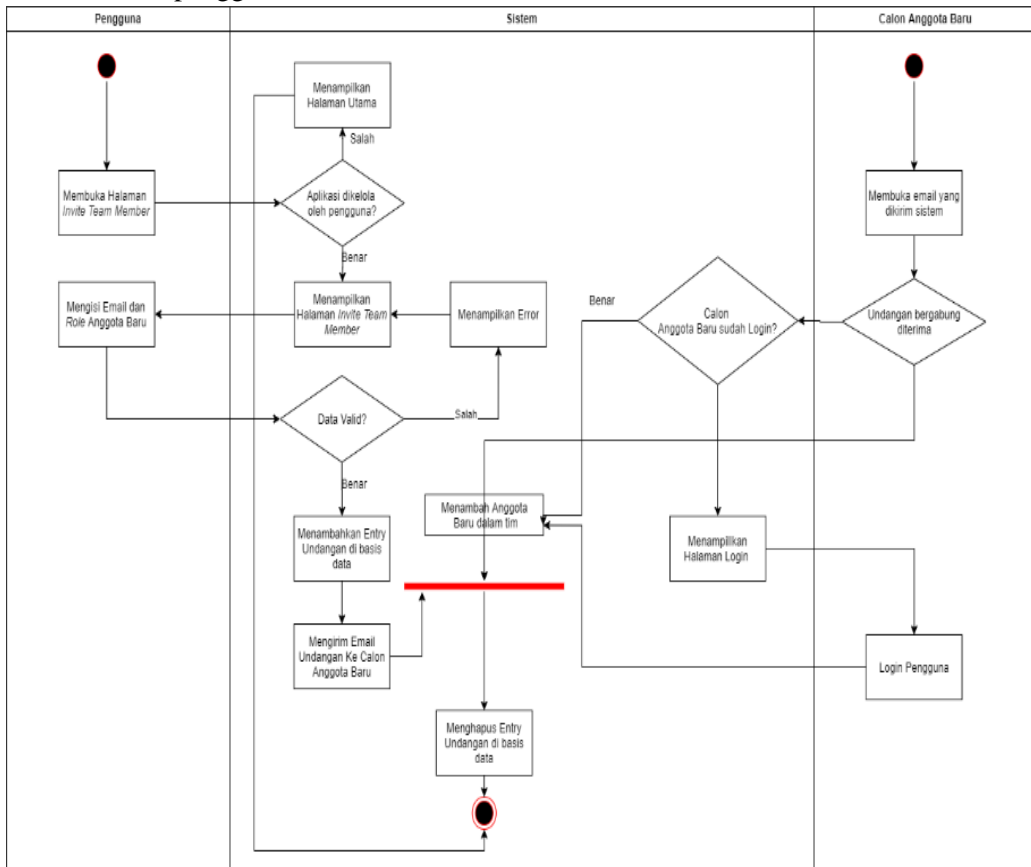 Pengguna
Sistem
Calon Anggota Baru
Menampilkan
Halaman Utama
Salah
Membuka Halaman
Invite Team Member
Aplikasi dikelola
oleh pengguna?
Membuka email yang
dikirim sistem
Benar
Mengisi Email dan
Role Anggota Baru
Menampilkan
Halaman Invite Team
Member
Menampilkan Error
Benar
Calon
Anggota Baru sudah Login?
Undangan bergabung
diterima
Data Valid?
Salah
Benar
Menambahkan Entry
Undangan di basis
data
Menambah Anggota
Baru dalam tim
Menampillkan
Halaman Login
Mengirim Email
Undangan Ke Calon
Anggota Baru
Login Pengguna
Menghapus Entry
Undangan di basis
data